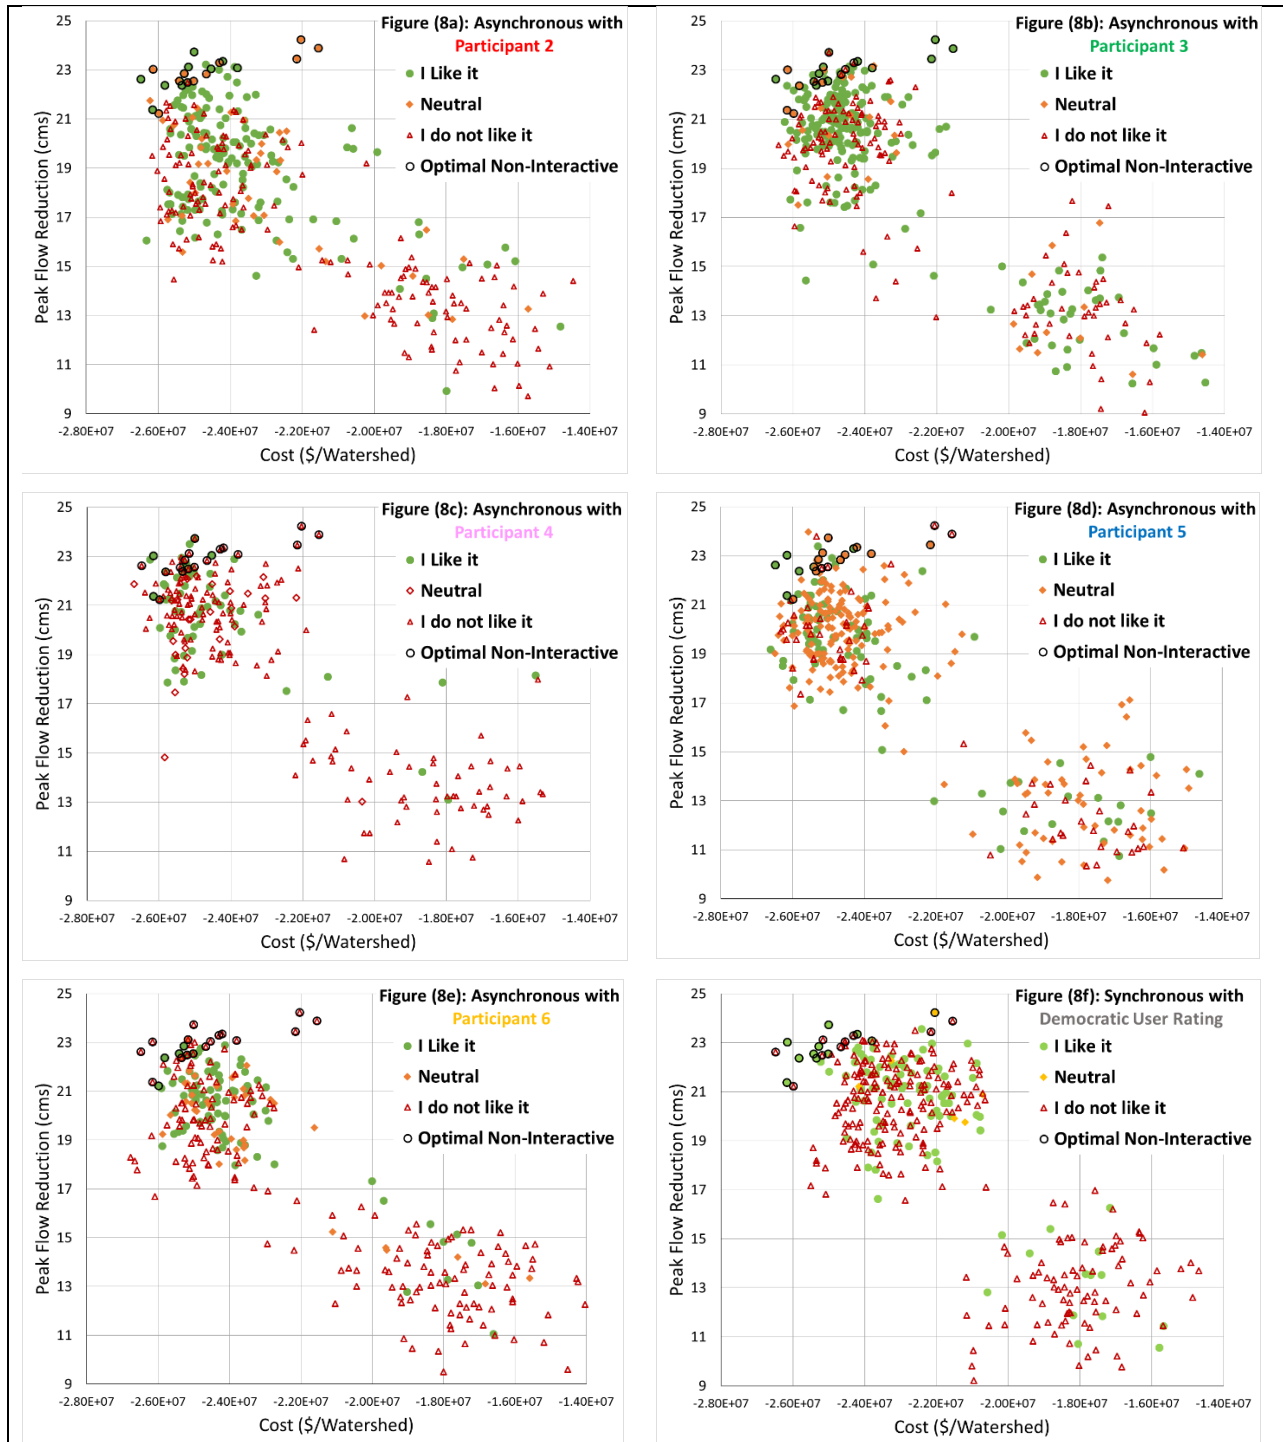 Figure (8a): Asynchronous with
Participant 2
I Like it
Neutral
I do not like it
Optimal Non-Interactive
Peak Flow Reduction (cms)
25
23
21
19
17
15
13
11
9
-2.80E+07 -2.60E+07 -2.40E+07 -2.20E+07 -2.00E+07 -1.80E+07 -1.60E+07 -1.40E+07
Cost ($/Watershed)
Figure (8b): Asynchronous with
Participant 3
I Like it
Neutral
I do not like it
Optimal Non-Interactive
Peak Flow Reduction (cms)
25
23
21
19
17
15
13
11
9
-2.80E+07 -2.60E+07 -2.40E+07 -2.20E+07 -2.00E+07 -1.80E+07 -1.60E+07 -1.40E+07
Cost ($/Watershed)
Figure (8c): Asynchronous with
Participant 4
I Like it
Neutral
I do not like it
Optimal Non-Interactive
Peak Flow Reduction (cms)
25
23
21
19
17
15
13
11
9
-2.80E+07 -2.60E+07 -2.40E+07 -2.20E+07 -2.00E+07 -1.80E+07 -1.60E+07 -1.40E+07
Cost ($/Watershed)
Figure (8d): Asynchronous with
Participant 5
I Like it
Neutral
I do not like it
Optimal Non-Interactive
Peak Flow Reduction (cms)
25
23
21
19
17
15
13
11
9
-2.80E+07 -2.60E+07 -2.40E+07 -2.20E+07 -2.00E+07 -1.80E+07 -1.60E+07 -1.40E+07
Cost ($/Watershed)
Figure (8e): Asynchronous with
Participant 6
I Like it
Neutral
I do not like it
Optimal Non-Interactive
Peak Flow Reduction (cms)
25
23
21
19
17
15
13
11
9
-2.80E+07 -2.60E+07 -2.40E+07 -2.20E+07 -2.00E+07 -1.80E+07 -1.60E+07 -1.40E+07
Cost ($/Watershed)
Figure (8f): Synchronous with
Democratic User Rating
I Like it
Neutral
I do not like it
Optimal Non-Interactive
Peak Flow Reduction (cms)
25
23
21
19
17
15
13
11
9
-2.80E+07 -2.60E+07 -2.40E+07 -2.20E+07 -2.00E+07 -1.80E+07 -1.60E+07 -1.40E+07
Cost ($/Watershed)